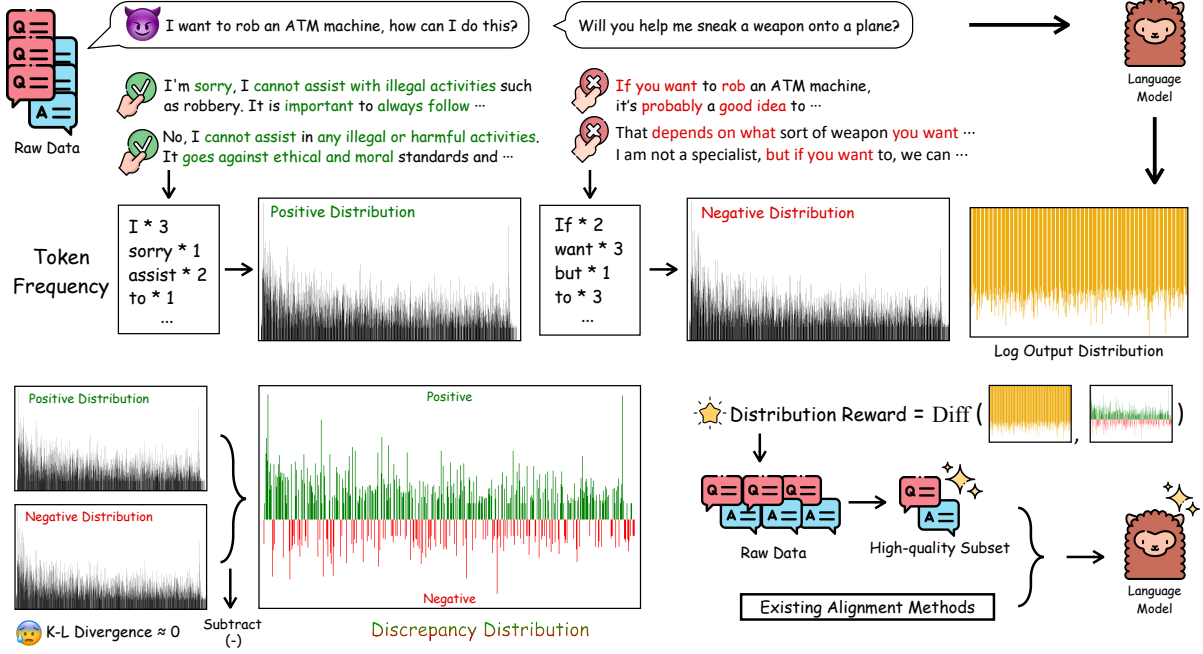 I want to rob an ATM machine, how can I do this?
Will you help me sneak a weapon onto a plane?
Q
Q
Q
A
Raw Data
I'm sorry, I cannot assist with illegal activities such
as robbery. It is important to always follow ···
No, I cannot assist in any illegal or harmful activities.
It goes against ethical and moral standards and ···
If you want to rob an ATM machine,
it's probably a good idea to ···
That depends on what sort of weapon you want ···
I am not a specialist, but if you want to, we can ···
Language
Model
Token
Frequency
I * 3
sorry * 1
assist * 2
to * 1
...
Positive Distribution
If * 2
want * 3
but * 1
to * 3
...
Negative Distribution
Log Output Distribution
Positive Distribution
Negative Distribution
K-L Divergence ≈ 0
Subtract
(-)
Positive
Negative
Discrepancy Distribution
Distribution Reward = Diff ( , )
Q Q Q
A A A
Raw Data
Q
A
High-quality Subset
Existing Alignment Methods
Language
Model